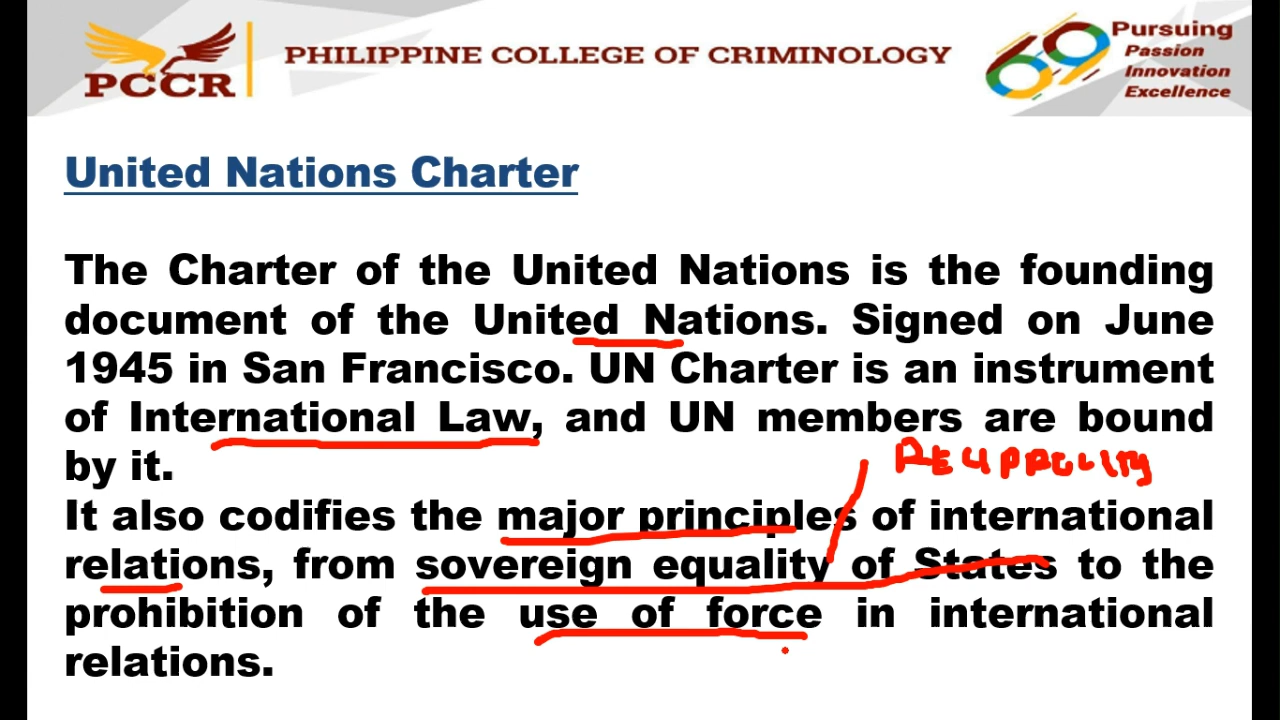 PCCR
PHILIPPINE COLLEGE OF CRIMINOLOGY
69
Pursuing
Passion
Innovation
Excellence
United Nations Charter
The Charter of the United Nations is the founding
document of the United Nations. Signed on June
1945 in San Francisco. UN Charter is an instrument
of International Law, and UN members are bound
by it.
RECIPROCITY
It also codifies the major principles of international
relations, from sovereign equality of States to the
prohibition of the use of force in international
relations.